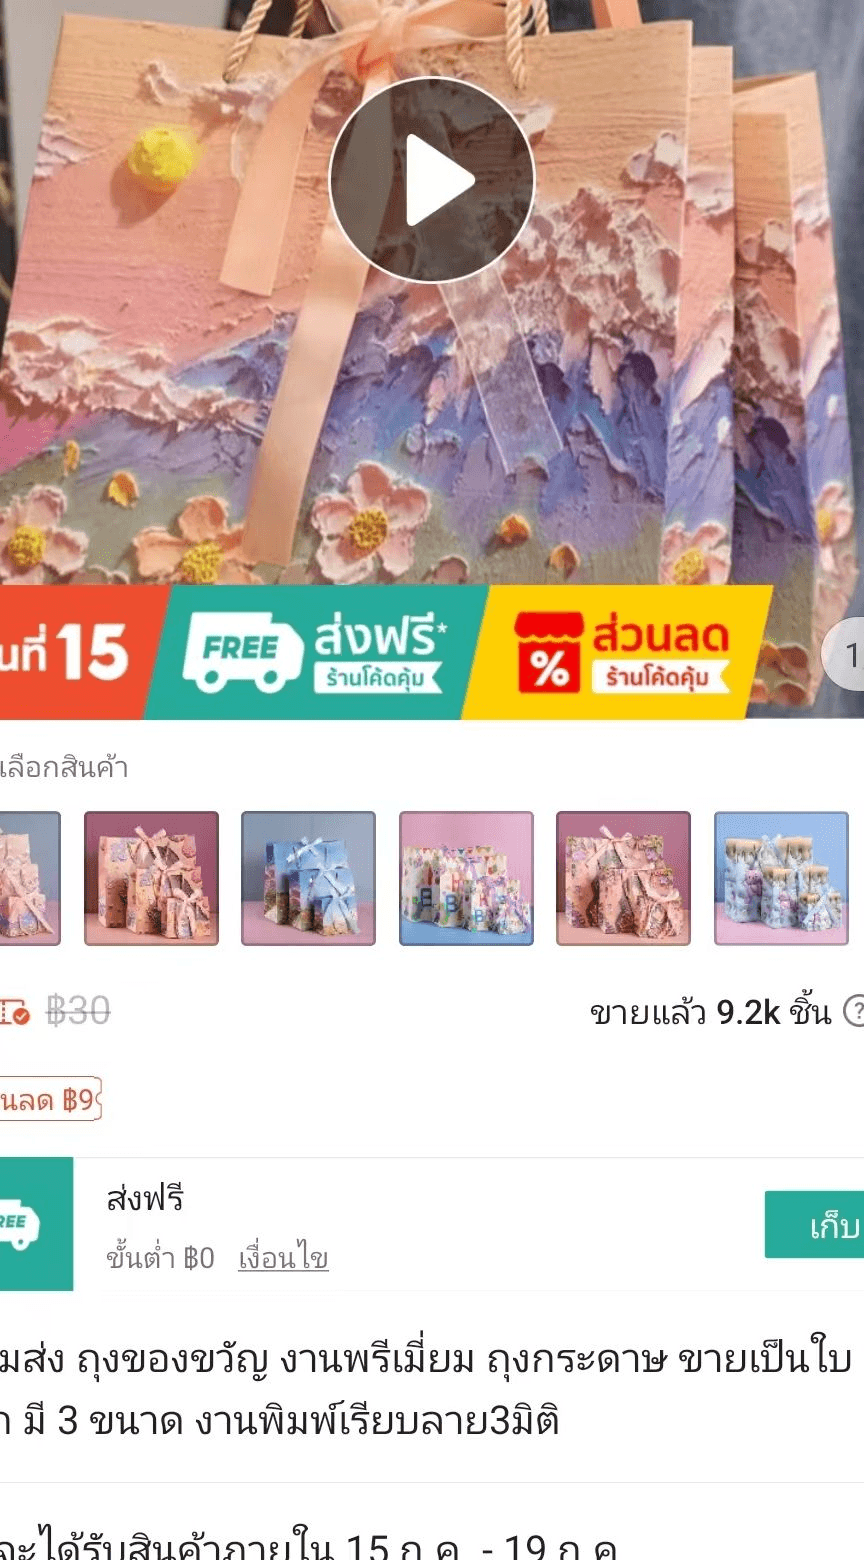 นที่ 15
FREE
ส่งฟรี*
ร้านโค้ดคุ้ม
%
ส่วนลด
ร้านโค้ดคุ้ม
1
เลือกสินค้า
฿30
ขายแล้ว 9.2k ชิ้น ?
นลด ฿9
REE
ส่งฟรี
ขั้นต่ำ ฿0 เงื่อนไข
เก็บ
มส่ง ถุงของขวัญ งานพรีเมี่ยม ถุงกระดาษ ขายเป็นใบ
มี 3 ขนาด งานพิมพ์เรียบลาย3มิติ
จะได้รับสินค้าภายใน 15 ก.ค. - 19 ก.ค.